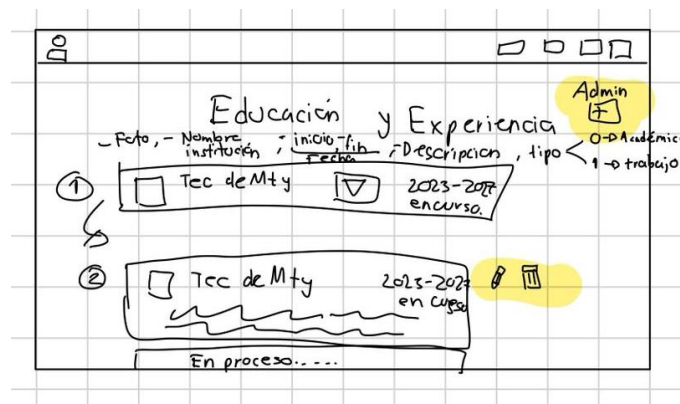 Admin
+
Educación y Experiencia
- Foto, - Nombre institución, - inicio, fin Fecha, - Descripcion, tipo
0 → Académico
1 → trabajo
① Tec de Mty 2023-2027
en curso.
② Tec de Mty 2023-2027
en curso
En proceso.....